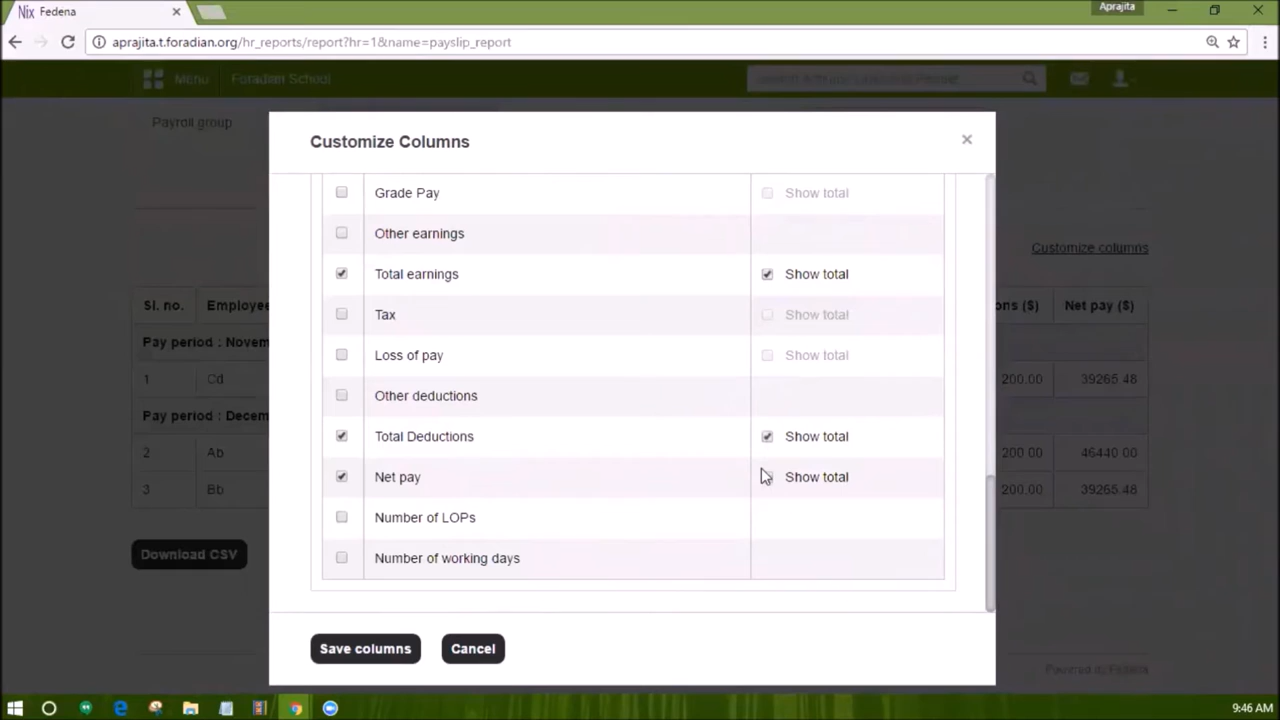 Nix Fedena
Aprajita
aprajita.t.foradian.org/hr_reports/report?hr=1&name=payslip_report
Menu Foradian School
Payroll group
Customize Columns
×
Grade Pay Show total
Other earnings
Customize columns
Total earnings Show total
Sl. no. Employee Net pay ($)
Tax Show total
Pay period :
Loss of pay Show total
1 Cd 200.00 39265.48
Other deductions
Pay period :
Total Deductions Show total
2 Ab 200 00 46440.00
Net pay Show total
3 Bb 200.00 39265.48
Number of LOPs
Download CSV
Number of working days
Save columns Cancel
Powered by Fedena
9:46 AM